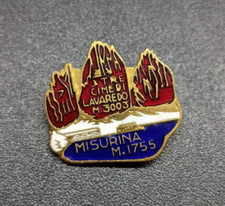 A TRE
CIME DI
LAVAREDO
M.3003
MISURINA
M.1755